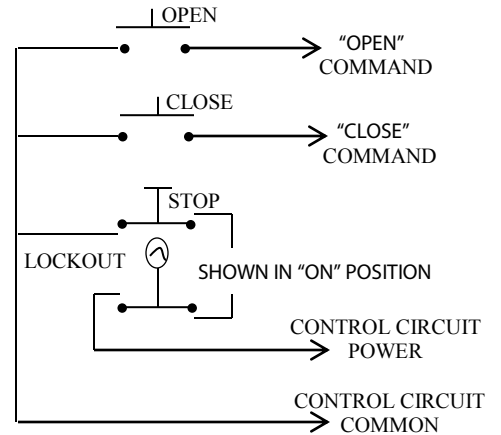 OPEN
“OPEN”
COMMAND
CLOSE
“CLOSE”
COMMAND
STOP
LOCKOUT
SHOWN IN “ON” POSITION
CONTROL CIRCUIT
POWER
CONTROL CIRCUIT
COMMON